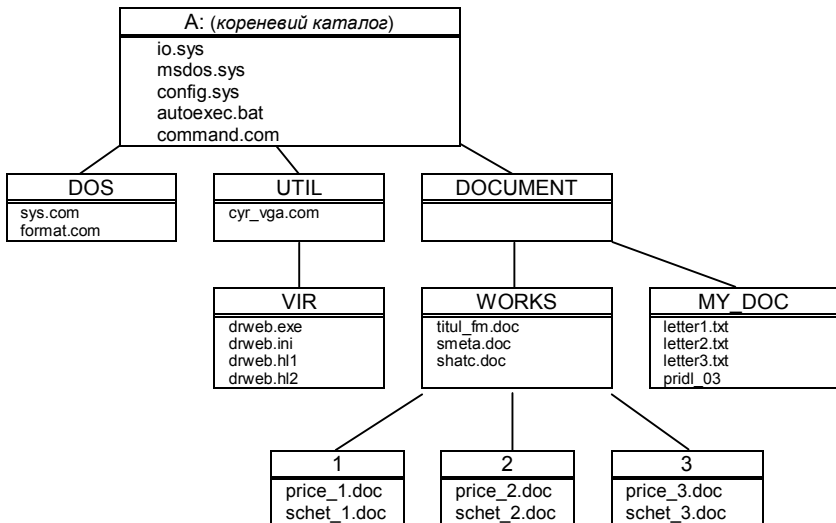 А: (кореневий каталог)
io.sys
msdos.sys
config.sys
autoexec.bat
command.com
DOS
sys.com
format.com
UTIL
cyr_vga.com
DOCUMENT
VIR
drweb.exe
drweb.ini
drweb.hl1
drweb.hl2
WORKS
titul_fm.doc
smeta.doc
shatc.doc
MY_DOC
letter1.txt
letter2.txt
letter3.txt
pridl_03
1
price_1.doc
schet_1.doc
2
price_2.doc
schet_2.doc
3
price_3.doc
schet_3.doc